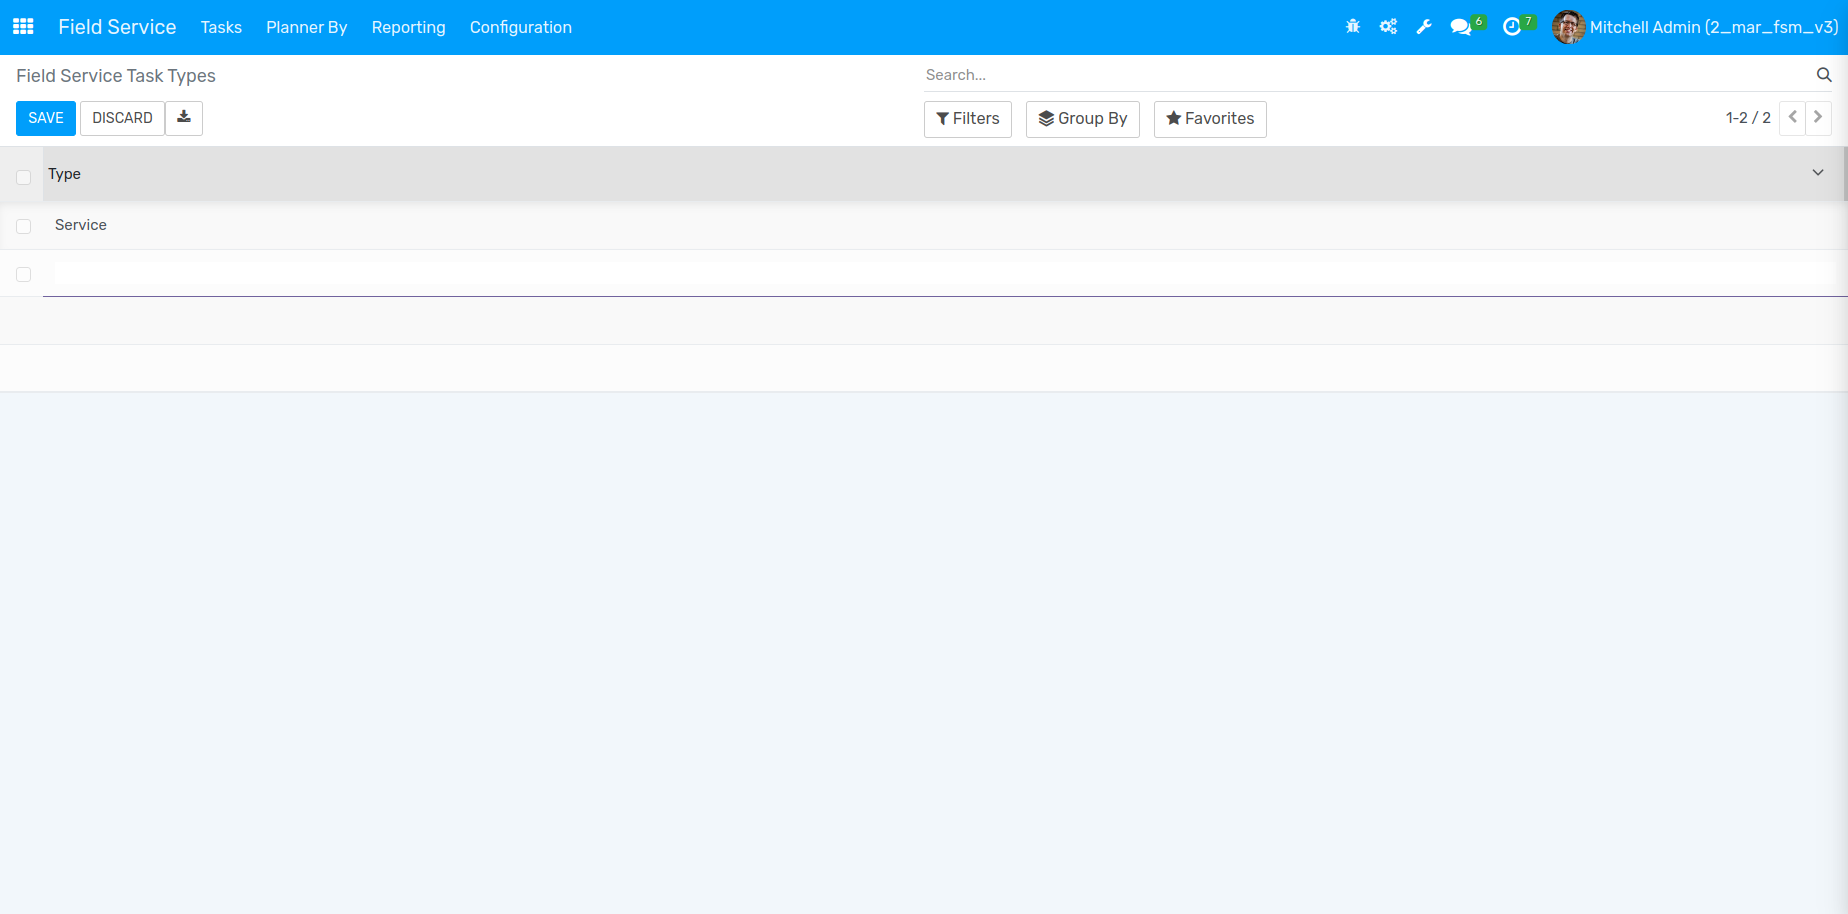 Field Service Tasks Planner By Reporting Configuration 6 7 Mitchell Admin (2_mar_fsm_v3)
Field Service Task Types Search...
SAVE DISCARD Filters Group By Favorites 1-2 / 2
Type
Service